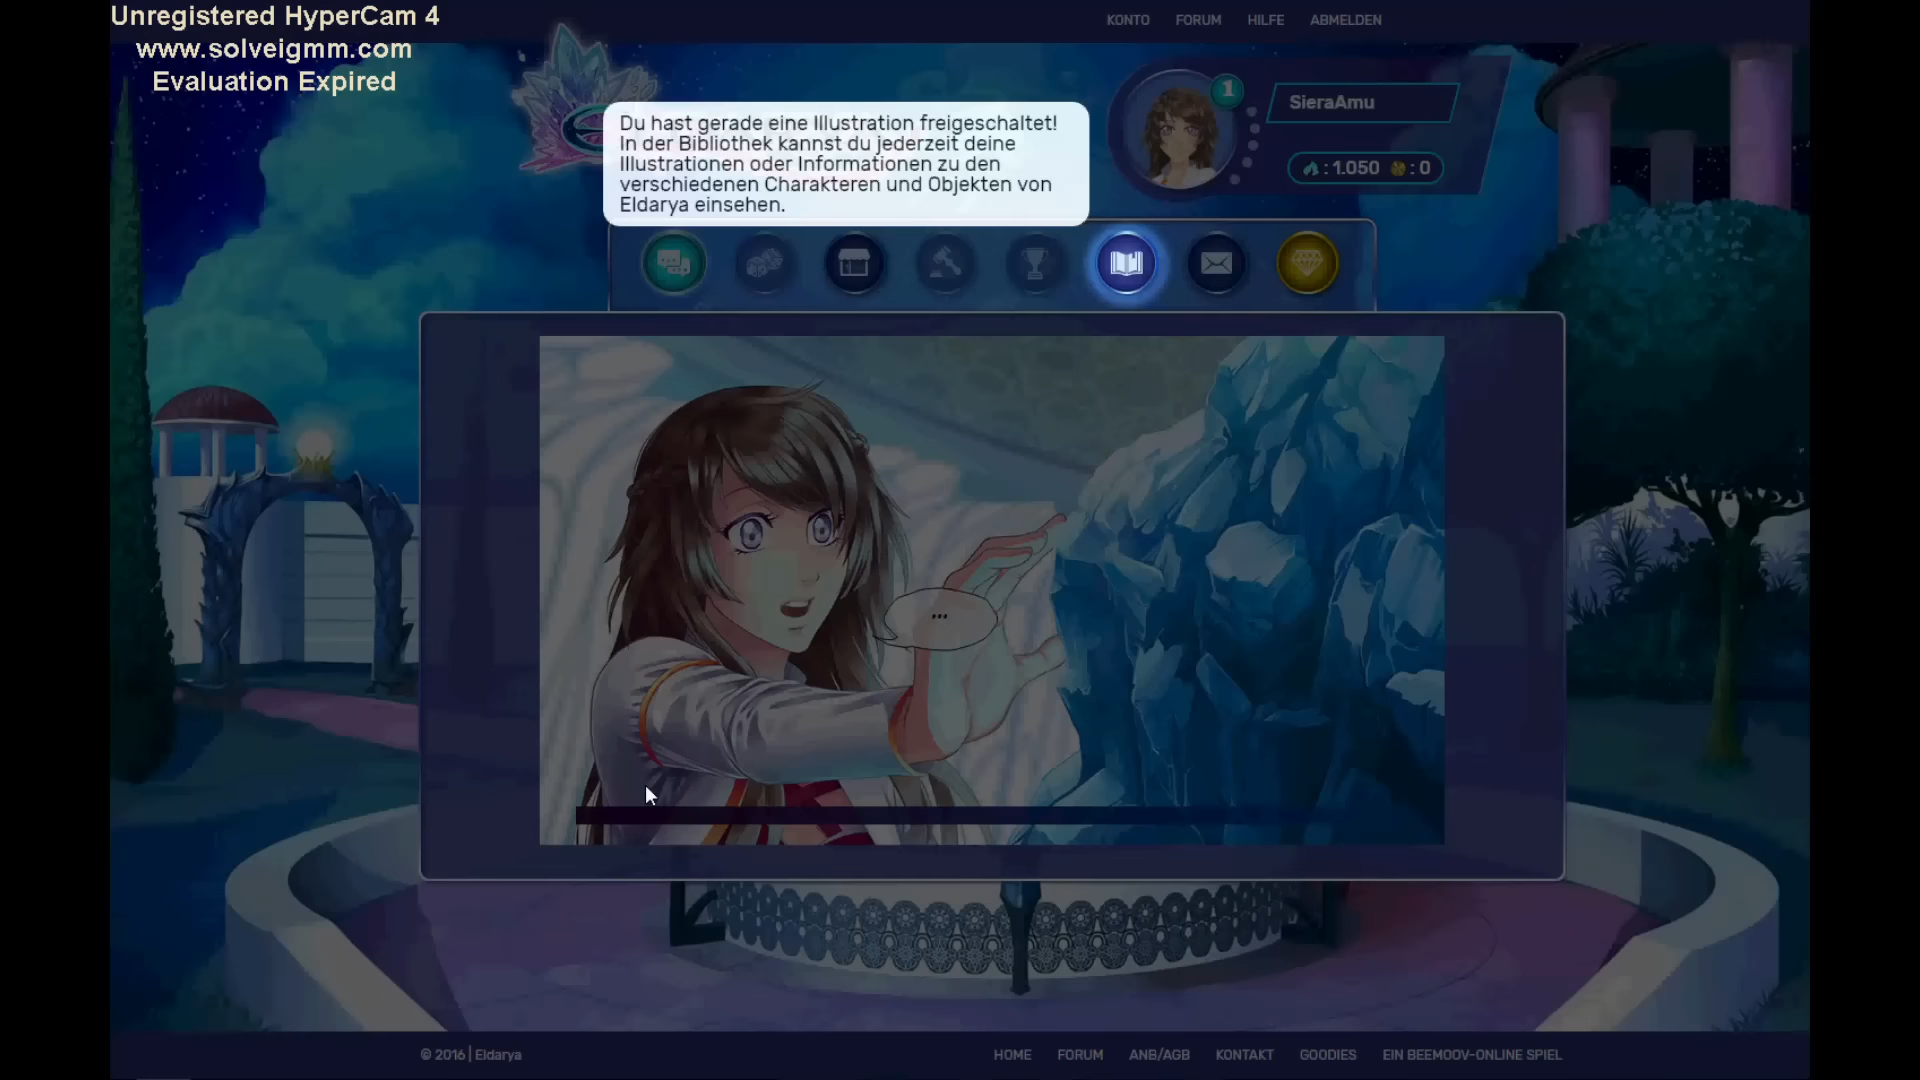 Unregistered HyperCam 4
www.solveigmm.com
Evaluation Expired
KONTO FORUM HILFE ABMELDEN
1
SieraAmu
: 1.050 : 0
Du hast gerade eine Illustration freigeschaltet!
In der Bibliothek kannst du jederzeit deine
Illustrationen oder Informationen zu den
verschiedenen Charakteren und Objekten von
Eldarya einsehen.
...
© 2016 | Eldarya
HOME FORUM ANB/AGB KONTAKT GOODIES EIN BEEMOOV-ONLINE SPIEL